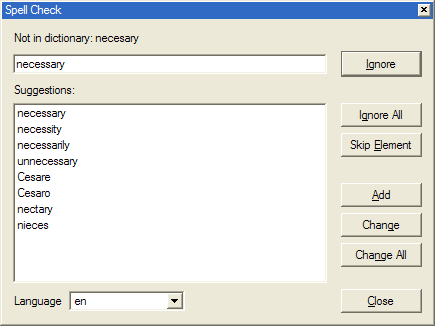 Spell Check
Not in dictionary: necesary
necessary
Ignore
Suggestions:
necessary
necessity
necessarily
unnecessary
Cesare
Cesaro
nectary
nieces
Ignore All
Skip Element
Add
Change
Change All
Language en
Close